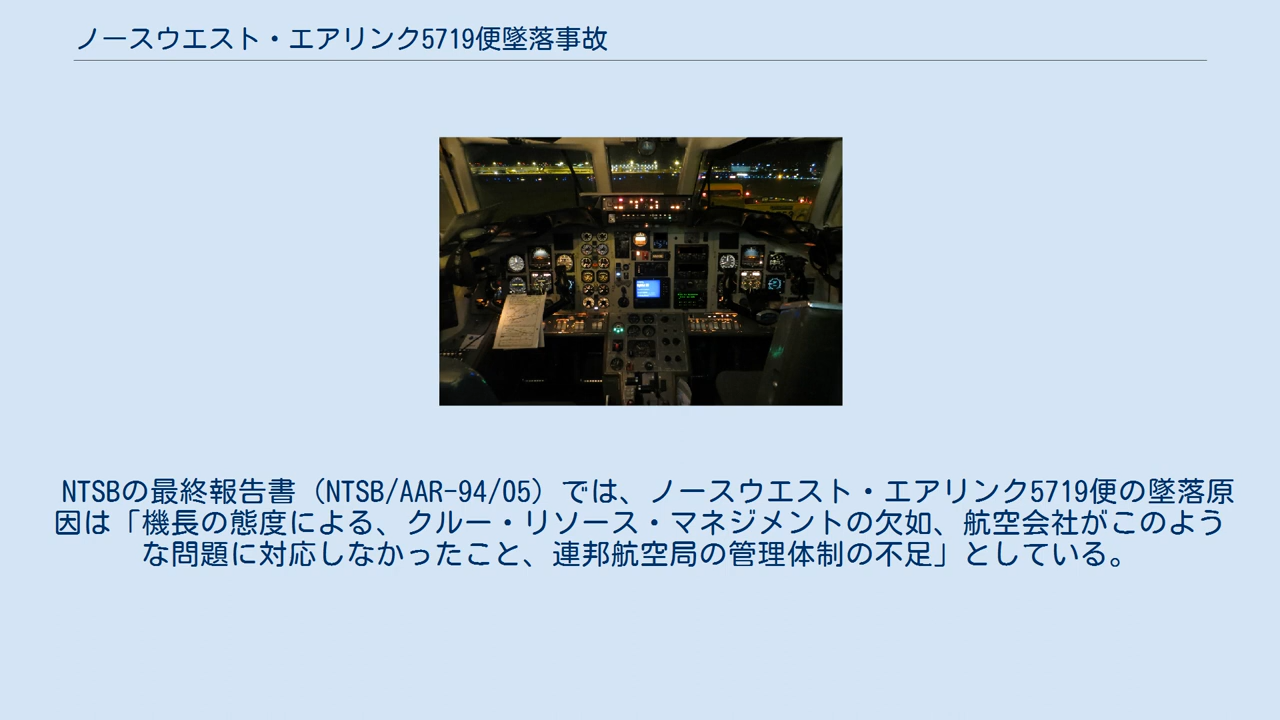 ノースウエスト・エアリンク5719便墜落事故
NTSBの最終報告書（NTSB/AAR-94/05）では、ノースウエスト・エアリンク5719便の墜落原
因は「機長の態度による、クルー・リソース・マネジメントの欠如、航空会社がこのよう
な問題に対応しなかったこと、連邦航空局の管理体制の不足」としている。